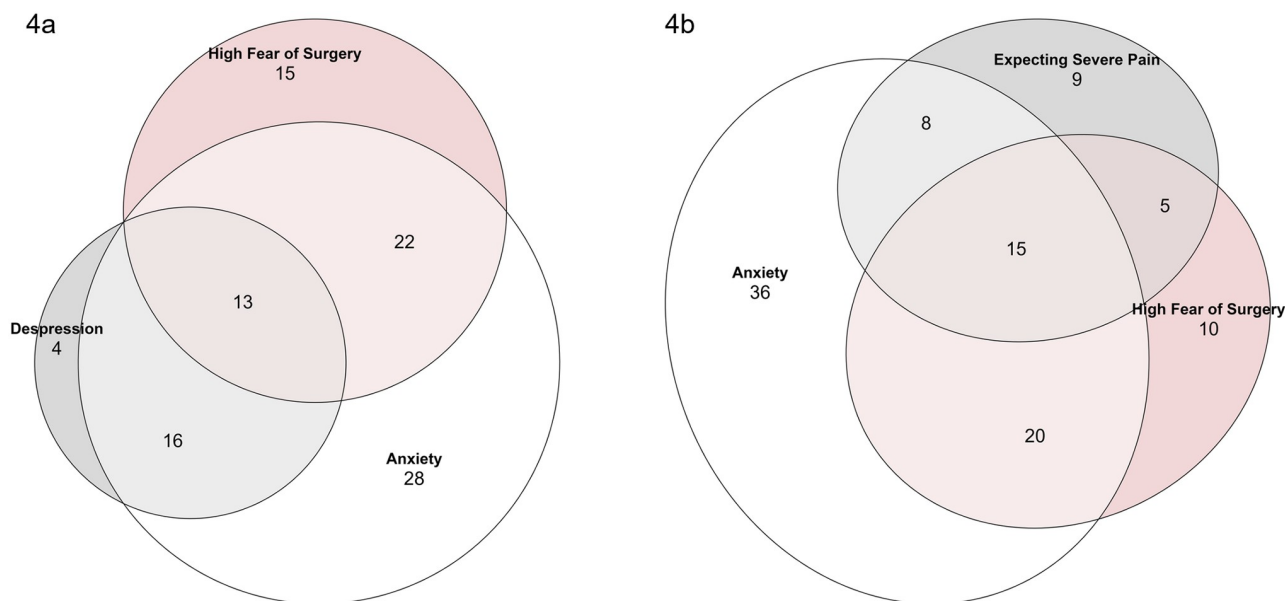 4a
High Fear of Surgery
15
22
13
Despression
4
16
Anxiety
28
4b
Expecting Severe Pain
9
8
5
15
Anxiety
36
High Fear of Surgery
10
20